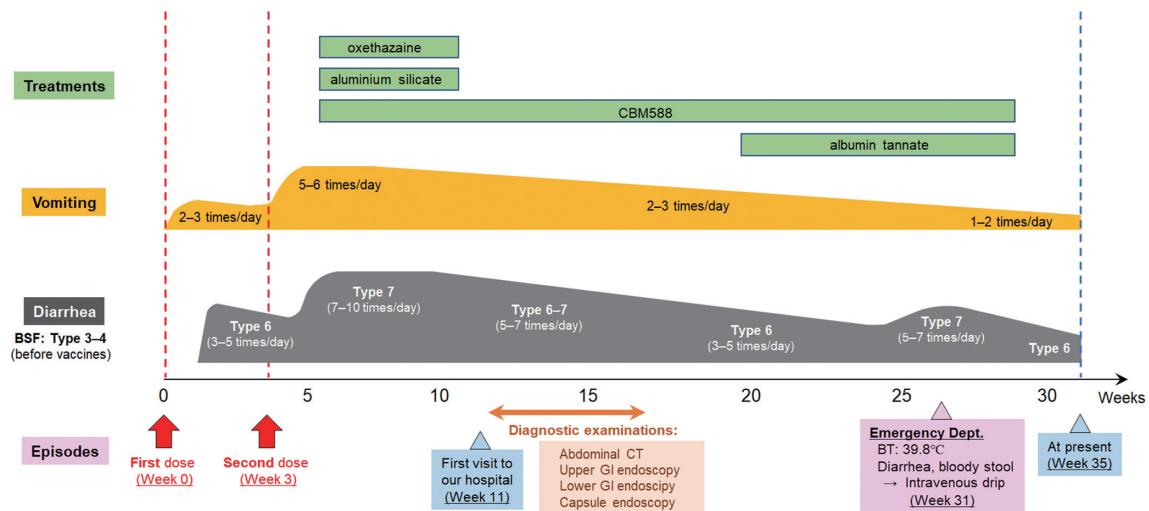 Treatments
oxethazaine
aluminium silicate
CBM588
albumin tannate
Vomiting
2–3 times/day
5–6 times/day
2–3 times/day
1–2 times/day
Diarrhea
BSF: Type 3–4
(before vaccines)
Type 6
(3–5 times/day)
Type 7
(7–10 times/day)
Type 6–7
(5–7 times/day)
Type 6
(3–5 times/day)
Type 7
(5–7 times/day)
Type 6
0 5 10 15 20 25 30 Weeks
Episodes
First dose
(Week 0)
Second dose
(Week 3)
First visit to
our hospital
(Week 11)
Diagnostic examinations:
Abdominal CT
Upper GI endoscopy
Lower GI endoscipy
Capsule endoscopy
Emergency Dept.
BT: 39.8℃
Diarrhea, bloody stool
→ Intravenous drip
(Week 31)
At present
(Week 35)